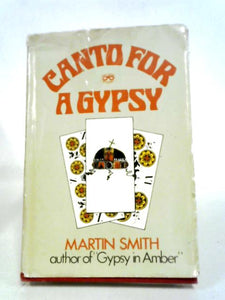 CANTO FOR
A GYPSY
MARTIN SMITH
author of "Gypsy in Amber"